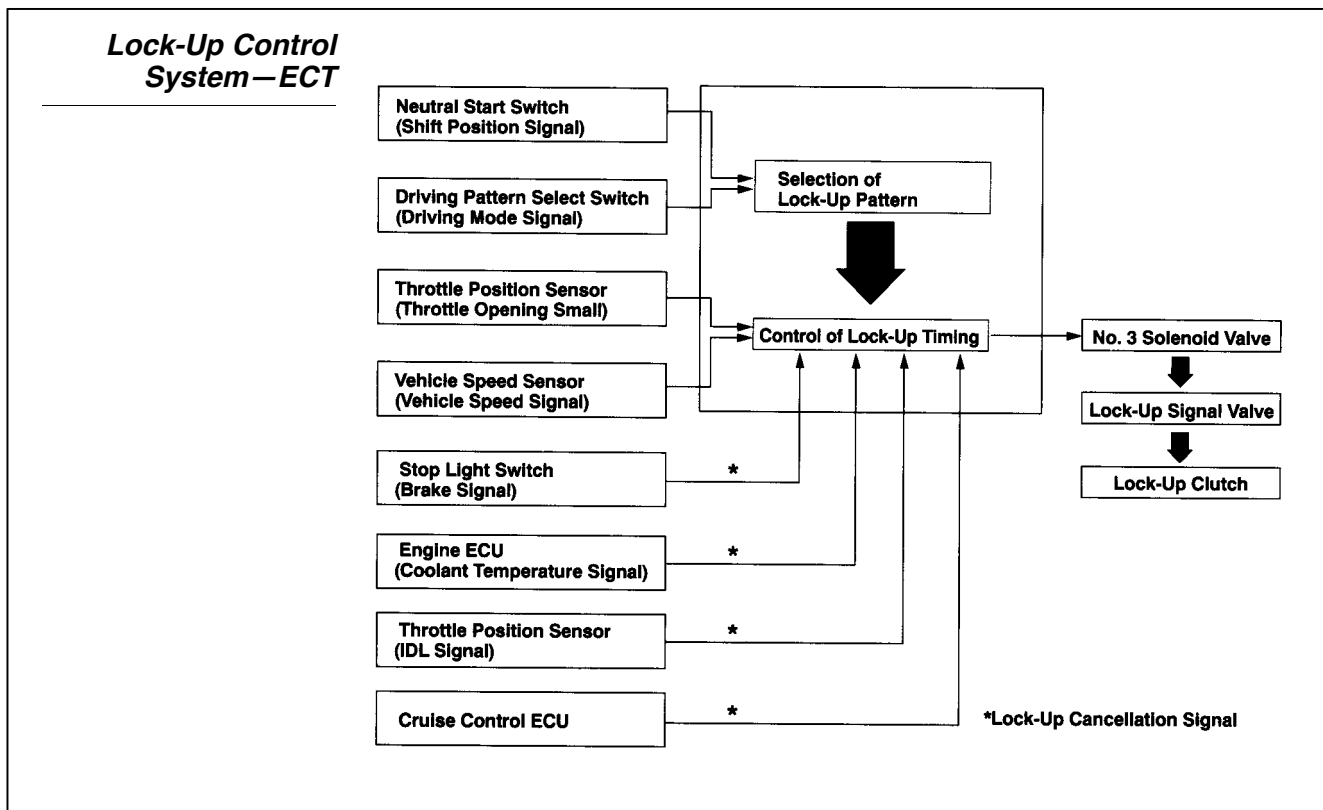 Lock-Up Control
System—ECT
Neutral Start Switch
(Shift Position Signal)
Driving Pattern Select Switch
(Driving Mode Signal)
Throttle Position Sensor
(Throttle Opening Small)
Vehicle Speed Sensor
(Vehicle Speed Signal)
Stop Light Switch
(Brake Signal)
*
Engine ECU
(Coolant Temperature Signal)
*
Throttle Position Sensor
(IDL Signal)
*
Cruise Control ECU
*
Selection of
Lock-Up Pattern
Control of Lock-Up Timing
No. 3 Solenoid Valve
Lock-Up Signal Valve
Lock-Up Clutch
*Lock-Up Cancellation Signal